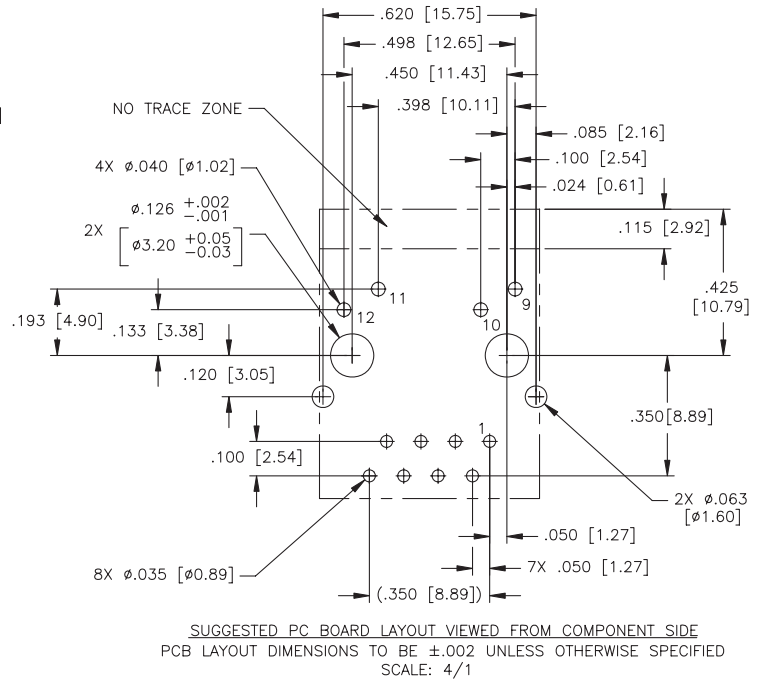 .620 [15.75]
.498 [12.65]
.450 [11.43]
.398 [10.11]
NO TRACE ZONE
.085 [2.16]
4X ø.040 [ø1.02]
.100 [2.54]
.024 [0.61]
ø.126 +.002 -.001
2X
[ø3.20 +0.05 -0.03]
.115 [2.92]
.425 [10.79]
11
9
12
10
.193 [4.90]
.133 [3.38]
.120 [3.05]
.350[8.89]
1
.100 [2.54]
2X ø.063
[ø1.60]
.050 [1.27]
8X ø.035 [ø0.89]
7X .050 [1.27]
(.350 [8.89])
SUGGESTED PC BOARD LAYOUT VIEWED FROM COMPONENT SIDE
PCB LAYOUT DIMENSIONS TO BE ±.002 UNLESS OTHERWISE SPECIFIED
SCALE: 4/1